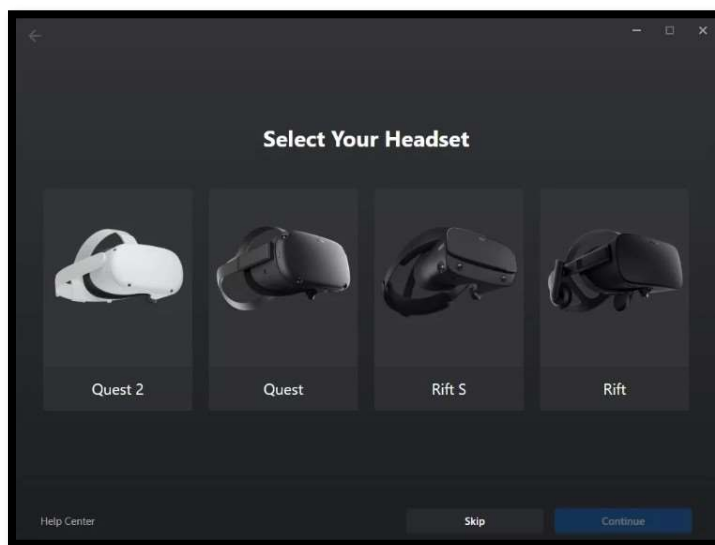 Select Your Headset
Quest 2
Quest
Rift S
Rift
Help Center
Skip
Continue